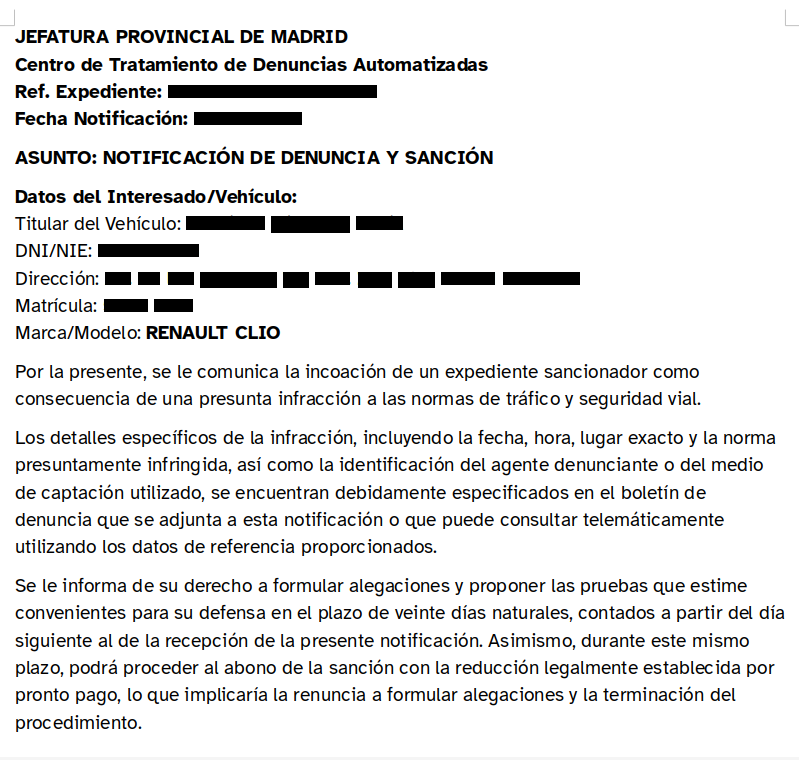 JEFATURA PROVINCIAL DE MADRID
Centro de Tratamiento de Denuncias Automatizadas
Ref. Expediente:
Fecha Notificación:
ASUNTO: NOTIFICACIÓN DE DENUNCIA Y SANCIÓN
Datos del Interesado/Vehículo:
Titular del Vehículo:
DNI/NIE:
Dirección:
Matrícula:
Marca/Modelo: RENAULT CLIO
Por la presente, se le comunica la incoación de un expediente sancionador como
consecuencia de una presunta infracción a las normas de tráfico y seguridad vial.
Los detalles específicos de la infracción, incluyendo la fecha, hora, lugar exacto y la norma
presuntamente infringida, así como la identificación del agente denunciante o del medio
de captación utilizado, se encuentran debidamente especificados en el boletín de
denuncia que se adjunta a esta notificación o que puede consultar telemáticamente
utilizando los datos de referencia proporcionados.
Se le informa de su derecho a formular alegaciones y proponer las pruebas que estime
convenientes para su defensa en el plazo de veinte días naturales, contados a partir del día
siguiente al de la recepción de la presente notificación. Asimismo, durante este mismo
plazo, podrá proceder al abono de la sanción con la reducción legalmente establecida por
pronto pago, lo que implicaría la renuncia a formular alegaciones y la terminación del
procedimiento.